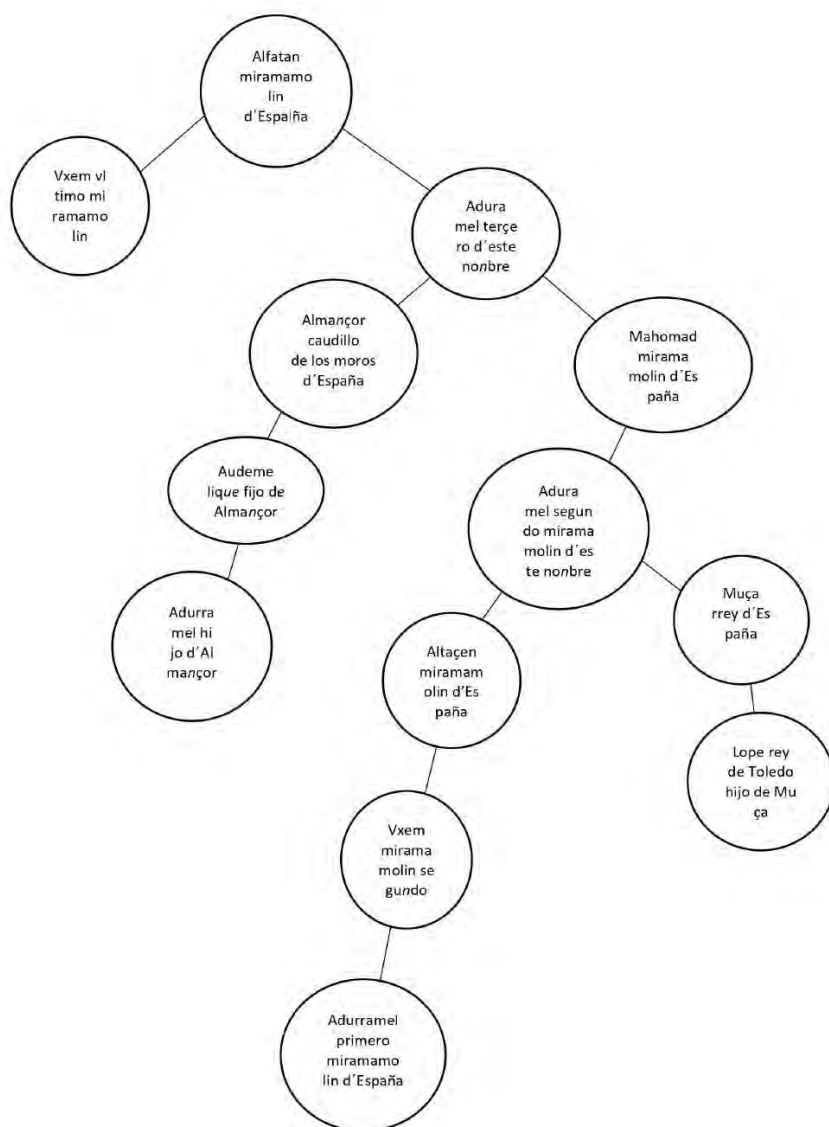 Alfatan
miramamo
lin
d´Espalña
Vxem vl
timo mi
ramamo
lin
Adura
mel terçe
ro d´este
nonbre
Almançor
caudillo
de los moros
d´España
Mahomad
mirama
molin d´Es
paña
Audeme
lique fijo de
Almançor
Adura
mel segun
do mirama
molin d´es
te nonbre
Adurra
mel hi
jo d´Al
mançor
Muça
rrey d´Es
paña
Altaçen
miramam
olin d’Es
paña
Lope rey
de Toledo
hijo de Mu
ça
Vxem
mirama
molin se
gundo
Adurramel
primero
miramamo
lin d´España